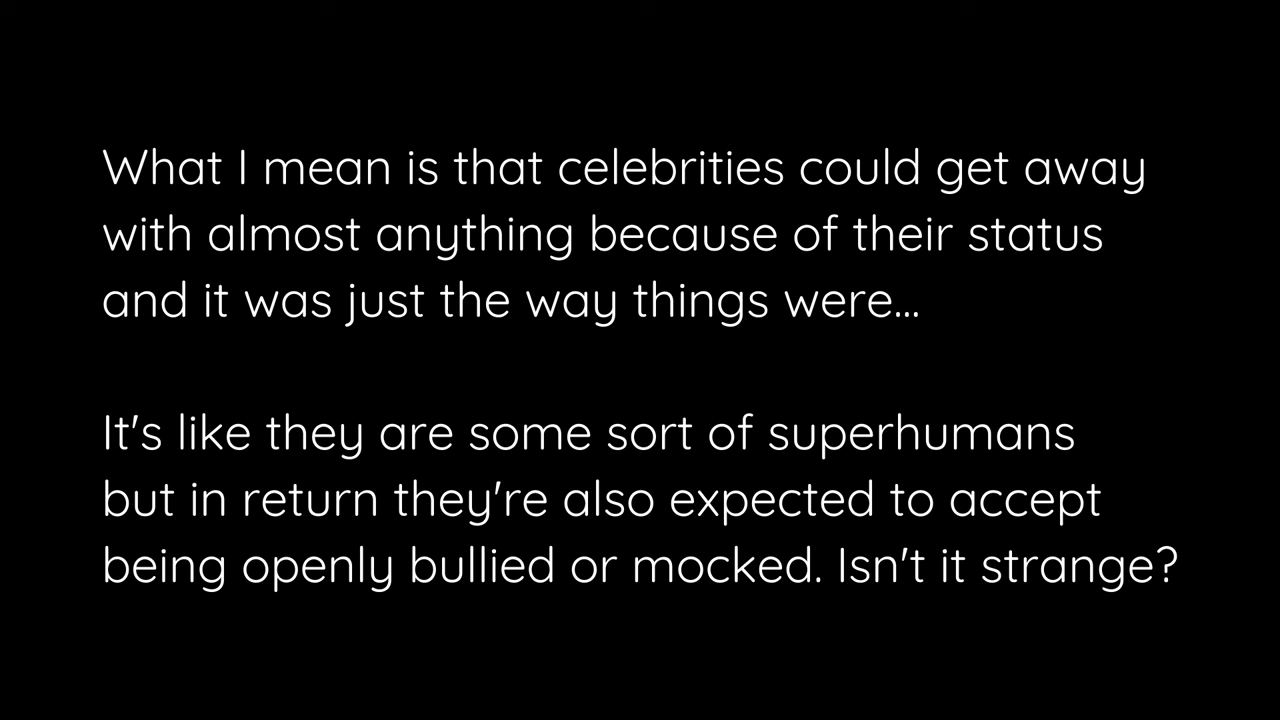 What I mean is that celebrities could get away
with almost anything because of their status
and it was just the way things were...
It's like they are some sort of superhumans
but in return they're also expected to accept
being openly bullied or mocked. Isn't it strange?